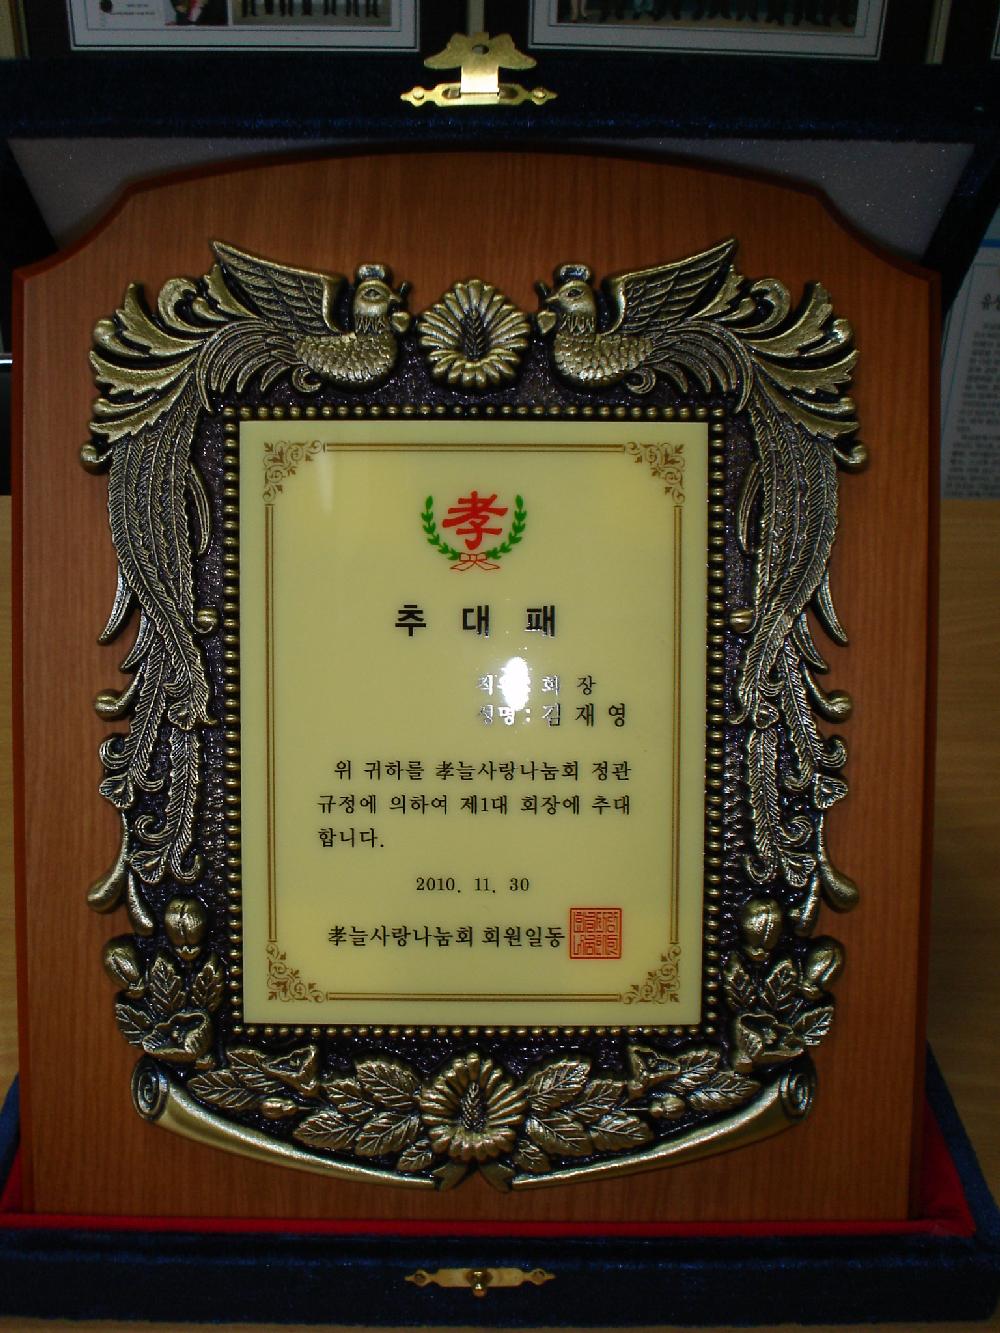 孝
추 대 패
회 장
성명 : 김 재 영
위 귀하를 孝늘사랑나눔회 정관
규정에 의하여 제1대 회장에 추대
합니다.
2010. 11. 30
孝늘사랑나눔회 회원일동